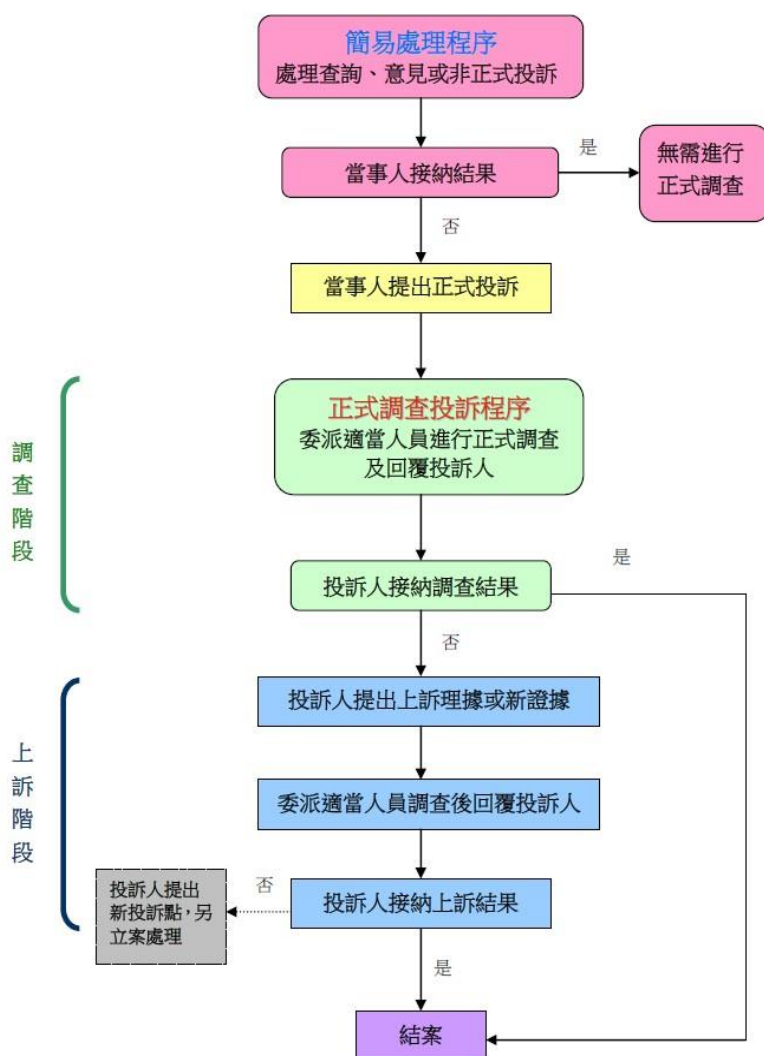 簡易處理程序
處理查詢、意見或非正式投訴
是
當事人接納結果
無需進行
正式調查
否
當事人提出正式投訴
調查階段
正式調查投訴程序
委派適當人員進行正式調查
及回覆投訴人
是
投訴人接納調查結果
否
上訴階段
投訴人提出上訴理據或新證據
委派適當人員調查後回覆投訴人
投訴人接納上訴結果
否
投訴人提出
新投訴點，另
立案處理
是
結案